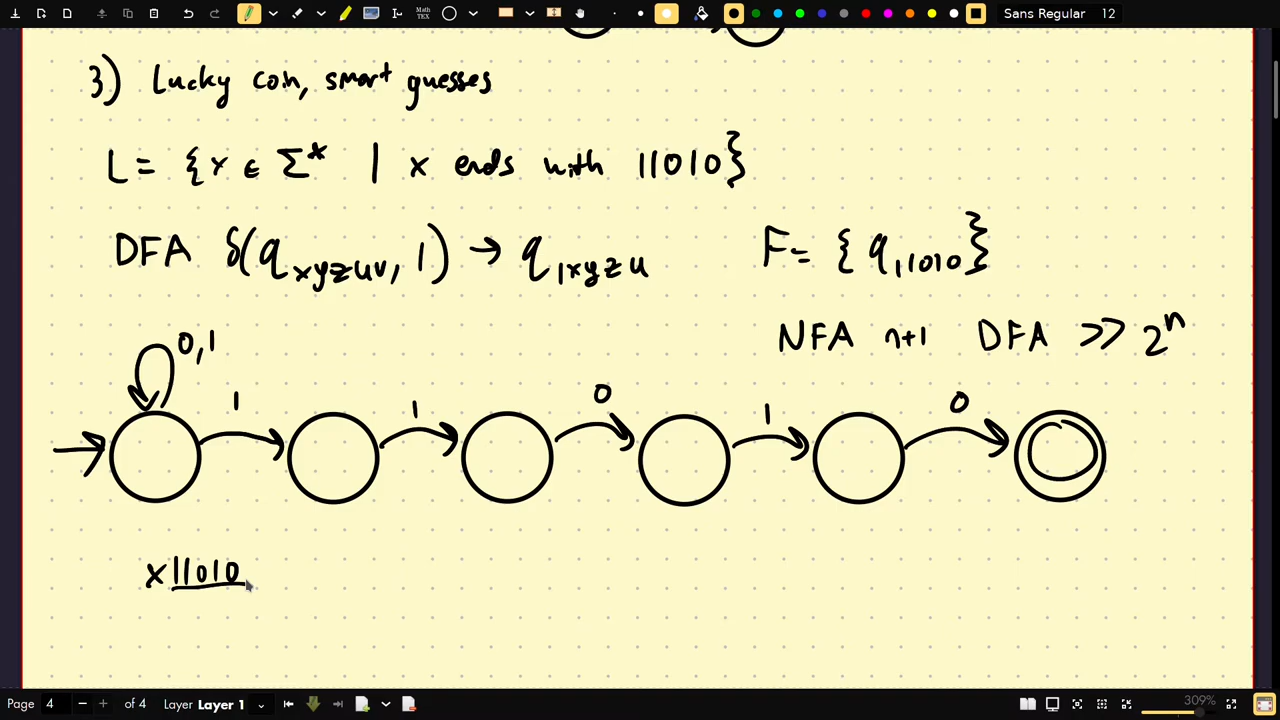 Sans Regular 12
3) Lucky coin, smart guesses
L = {x ∈ Σ* | x ends with 11010}
DFA δ(q_xyzuv, 1) → q_1xyzu F = {q_11010}
NFA n+1 DFA >> 2^n
0,1
1 1 0 1 0
x11010
Page 4 of 4 Layer Layer 1 309%